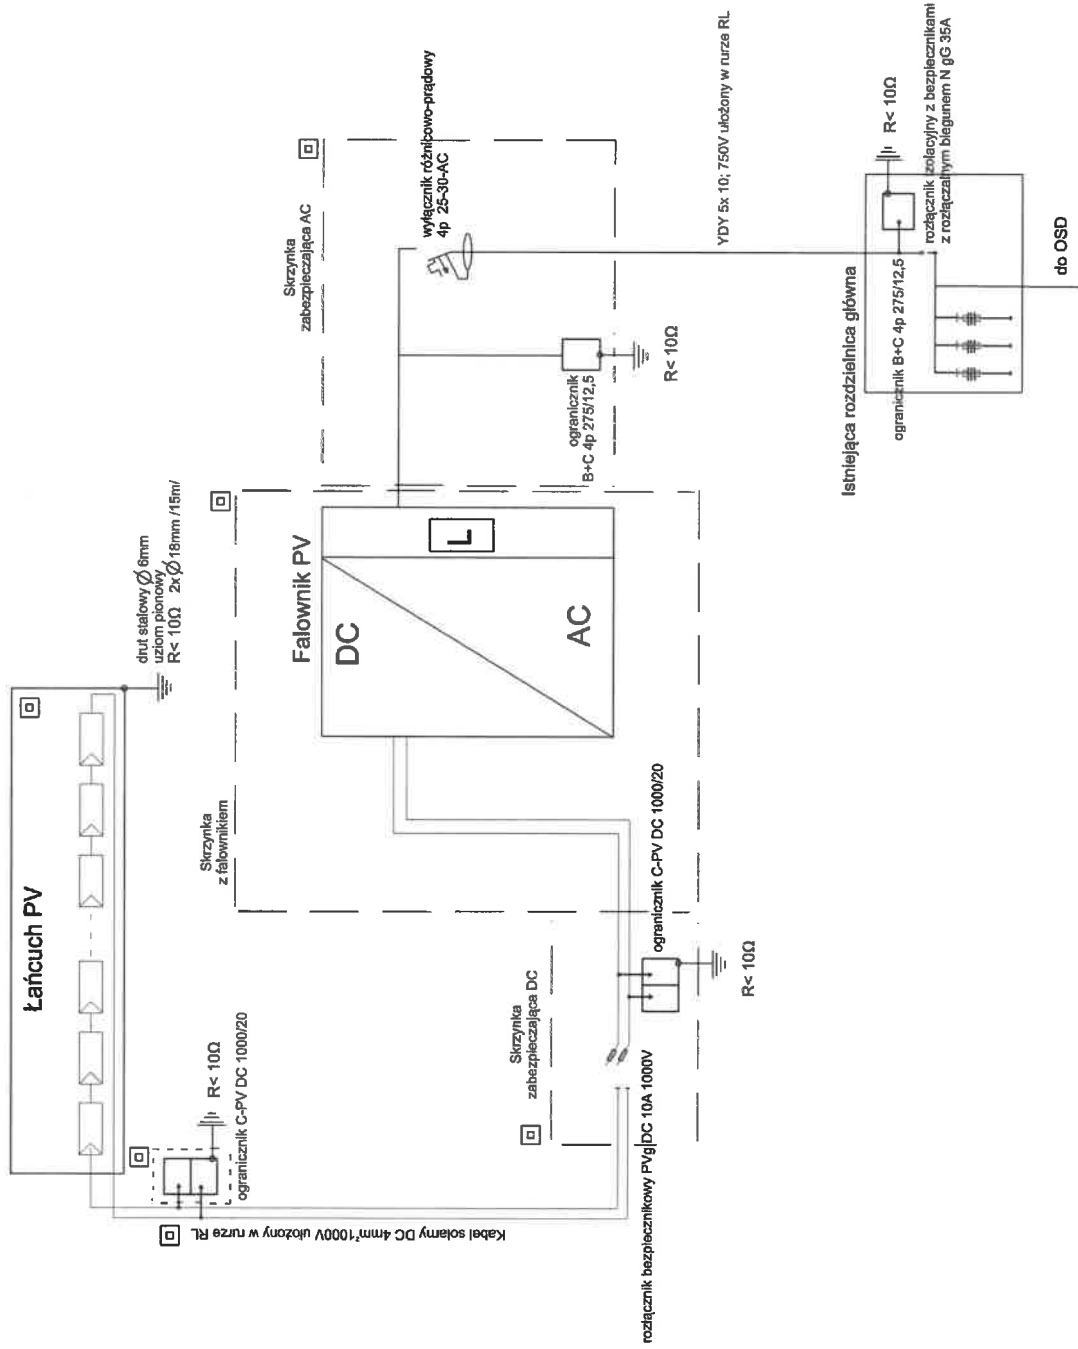 Łańcuch PV
drut stalowy Ø 6mm
uziom pionowy
R< 10Ω 2xØ18mm /15m/
R< 10Ω
ogranicznik C-PV DC 1000/20
Kabel solarny DC 4mm² 1000V ułożony w rurze RL
Skrzynka
zabezpieczająca DC
rozłącznik bezpiecznikowy PVg|DC 10A 1000V
ogranicznik C-PV DC 1000/20
R< 10Ω
Skrzynka
z falownikiem
Falownik PV
DC
AC
L
Skrzynka
zabezpieczająca AC
wyłącznik różnicowo-prądowy
4p 25-30-AC
ogranicznik
B+C 4p 275/12,5
R< 10Ω
YDY 5x 10; 750V ułożony w rurze RL
Istniejąca rozdzielnica główna
ogranicznik B+C 4p 275/12,5
R< 10Ω
rozłącznik izolacyjny z bezpiecznikami
z rozłączalnym biegunem N gG 35A
do OSD